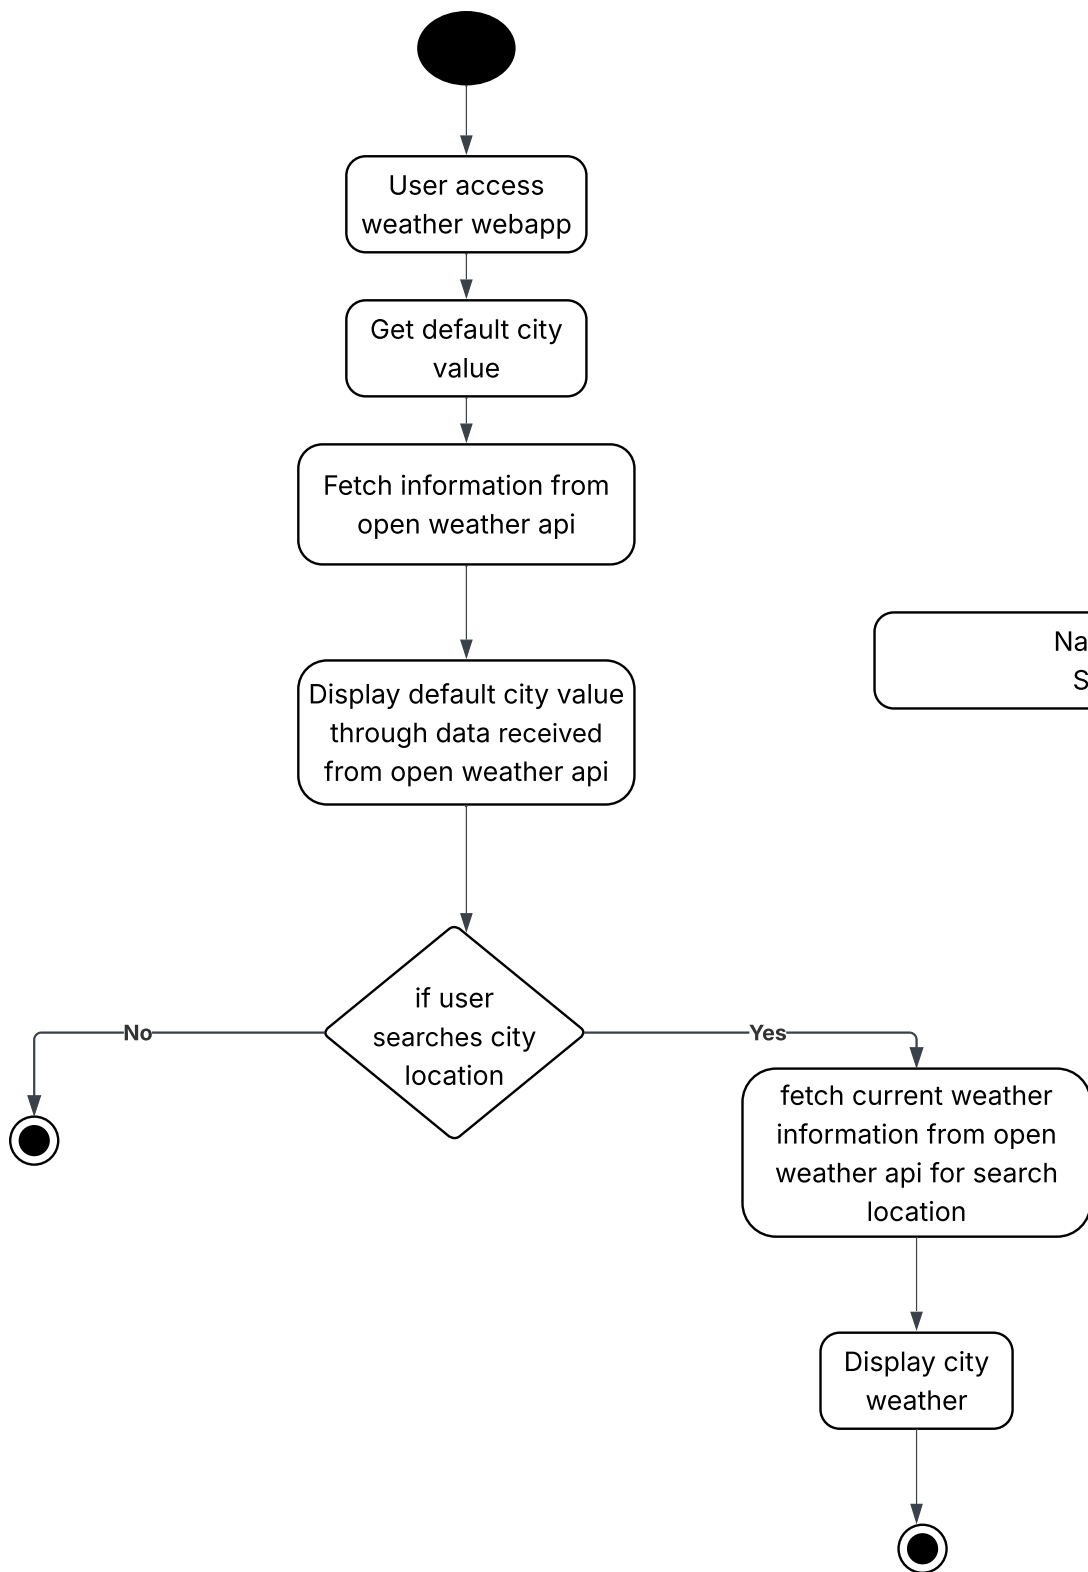 User access
weather webapp
Get default city
value
Fetch information from
open weather api
Display default city value
through data received
from open weather api
if user
searches city
location
No
Yes
fetch current weather
information from open
weather api for search
location
Display city
weather